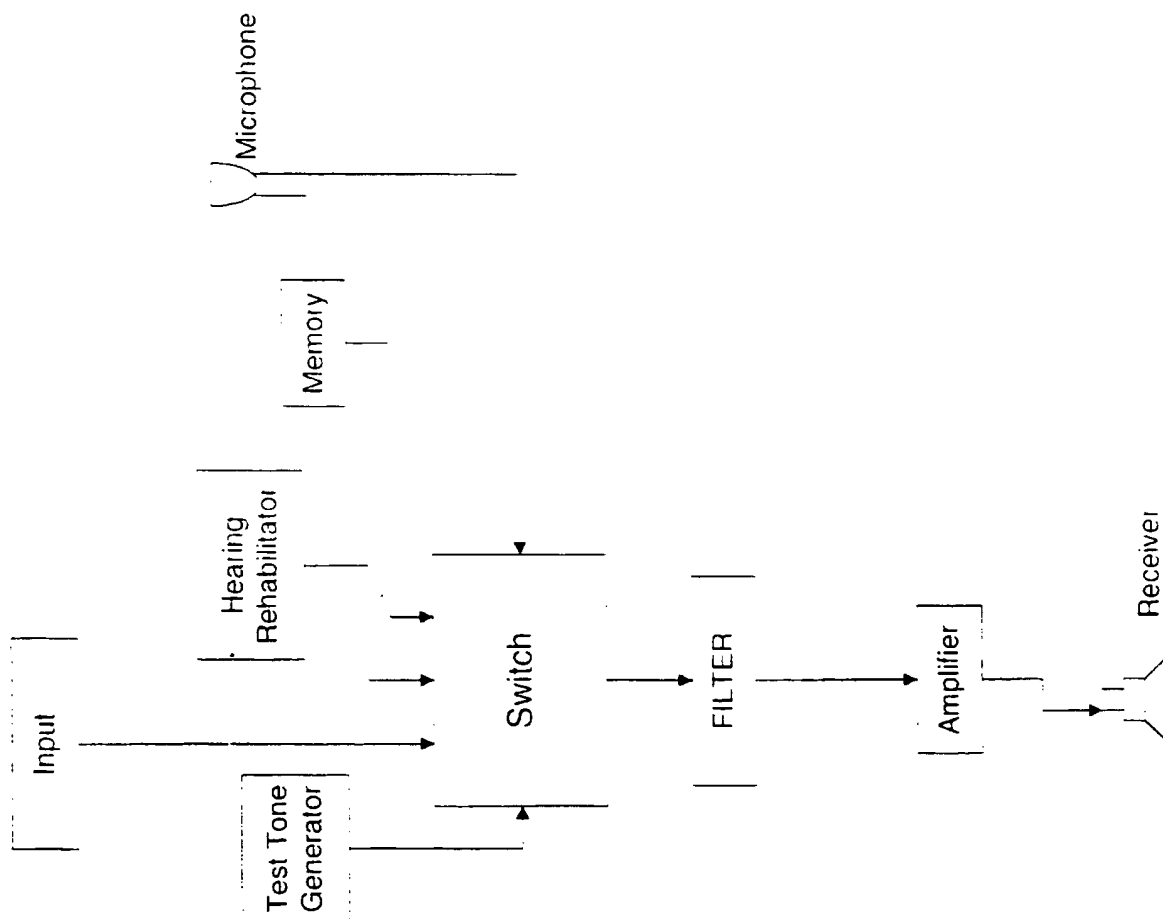 Input
Test Tone
Generator
Hearing
Rehabilitator
Memory
Microphone
Switch
FILTER
Amplifier
Receiver